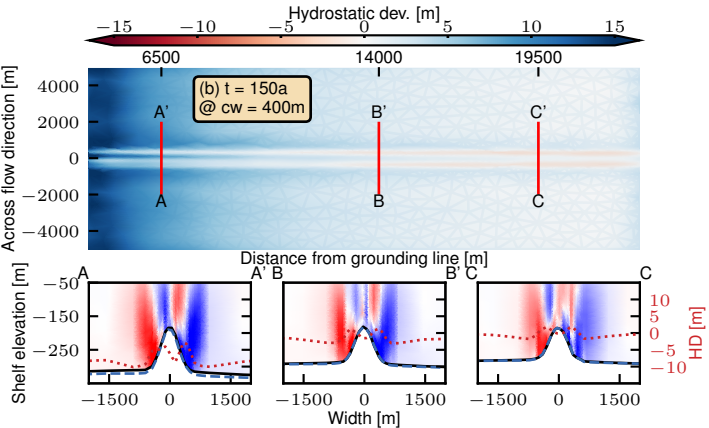 Hydrostatic dev. [m]
−15 −10 −5 0 5 10 15
6500 14000 19500
Across flow direction [m]
4000
2000
0
−2000
−4000
(b) t = 150a
@ cw = 400m
A' B' C'
A B C
Distance from grounding line [m]
A A' B B' C C
Shelf elevation [m]
−50
−150
−250
10
5
0
−5
−10
HD [m]
−1500 0 1500 −1500 0 1500 −1500 0 1500
Width [m]